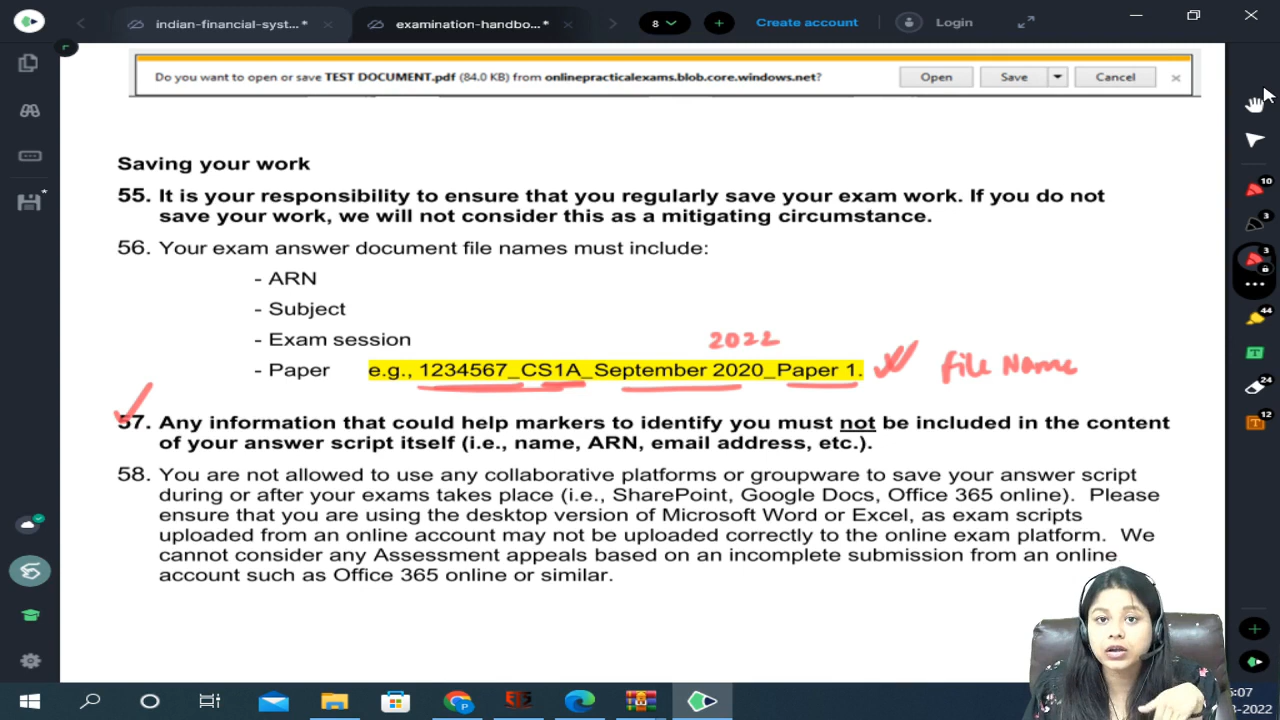 indian-financial-syst...*
examination-handbo...*
8
Create account
Login
Do you want to open or save TEST DOCUMENT.pdf (84.0 KB) from onlinepracticalexams.blob.core.windows.net?
Open
Save
Cancel
Saving your work
55. It is your responsibility to ensure that you regularly save your exam work. If you do not
save your work, we will not consider this as a mitigating circumstance.
56. Your exam answer document file names must include:
- ARN
- Subject
- Exam session
2022
- Paper e.g., 1234567_CS1A_September 2020_Paper 1. File Name
57. Any information that could help markers to identify you must not be included in the content
of your answer script itself (i.e., name, ARN, email address, etc.).
58. You are not allowed to use any collaborative platforms or groupware to save your answer script
during or after your exams takes place (i.e., SharePoint, Google Docs, Office 365 online). Please
ensure that you are using the desktop version of Microsoft Word or Excel, as exam scripts
uploaded from an online account may not be uploaded correctly to the online exam platform. We
cannot consider any Assessment appeals based on an incomplete submission from an online
account such as Office 365 online or similar.
10
3
3
44
T
24
T 12
ETS
P
5:07
-2022